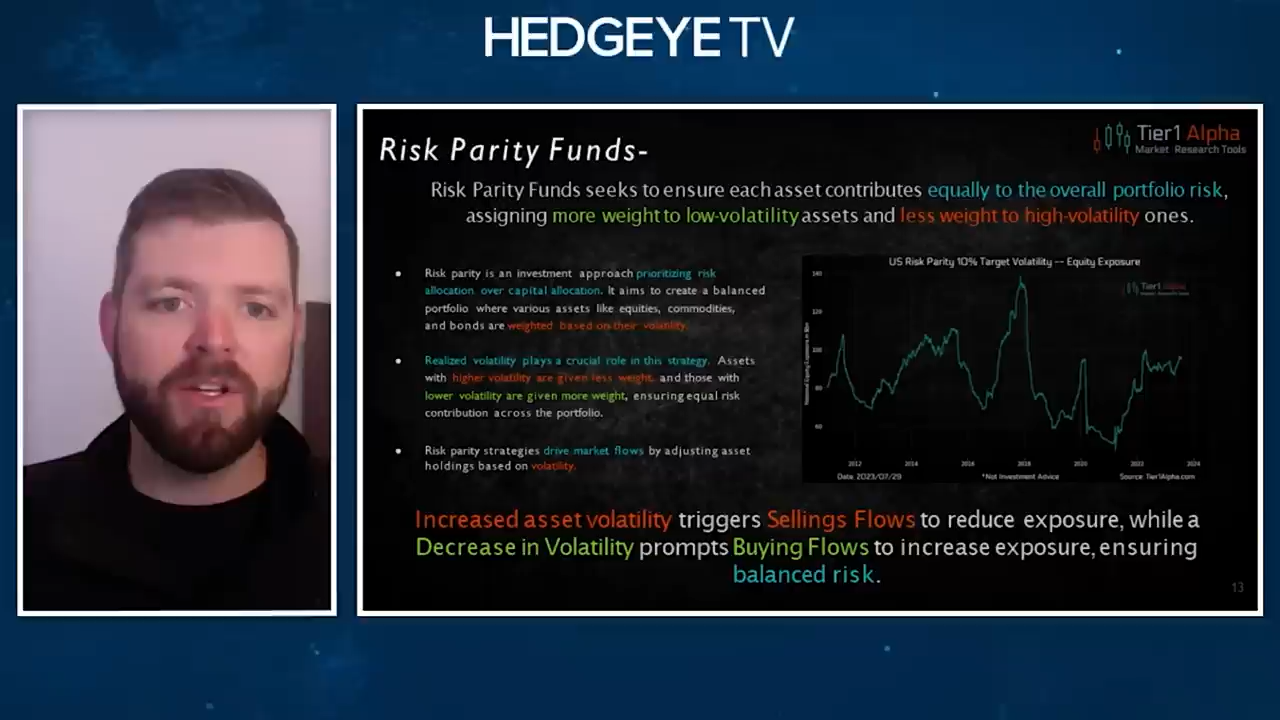 HEDGEYE TV
Risk Parity Funds-
Tier1 Alpha
Market Research Tools
Risk Parity Funds seeks to ensure each asset contributes equally to the overall portfolio risk,
assigning more weight to low-volatility assets and less weight to high-volatility ones.
• Risk parity is an investment approach prioritizing risk
allocation over capital allocation. It aims to create a balanced
portfolio where various assets like equities, commodities,
and bonds are weighted based on their volatility.
• Realized volatility plays a crucial role in this strategy. Assets
with higher volatility are given less weight, and those with
lower volatility are given more weight, ensuring equal risk
contribution across the portfolio.
• Risk parity strategies drive market flows by adjusting asset
holdings based on volatility.
US Risk Parity 10% Target Volatility -- Equity Exposure
Tier1 Alpha
140
120
100
80
60
2012 2014 2016 2018 2020 2022 2024
Date: 2023/07/29 *Not Investment Advice Source: Tier1Alpha.com
Increased asset volatility triggers Sellings Flows to reduce exposure, while a
Decrease in Volatility prompts Buying Flows to increase exposure, ensuring
balanced risk.
13